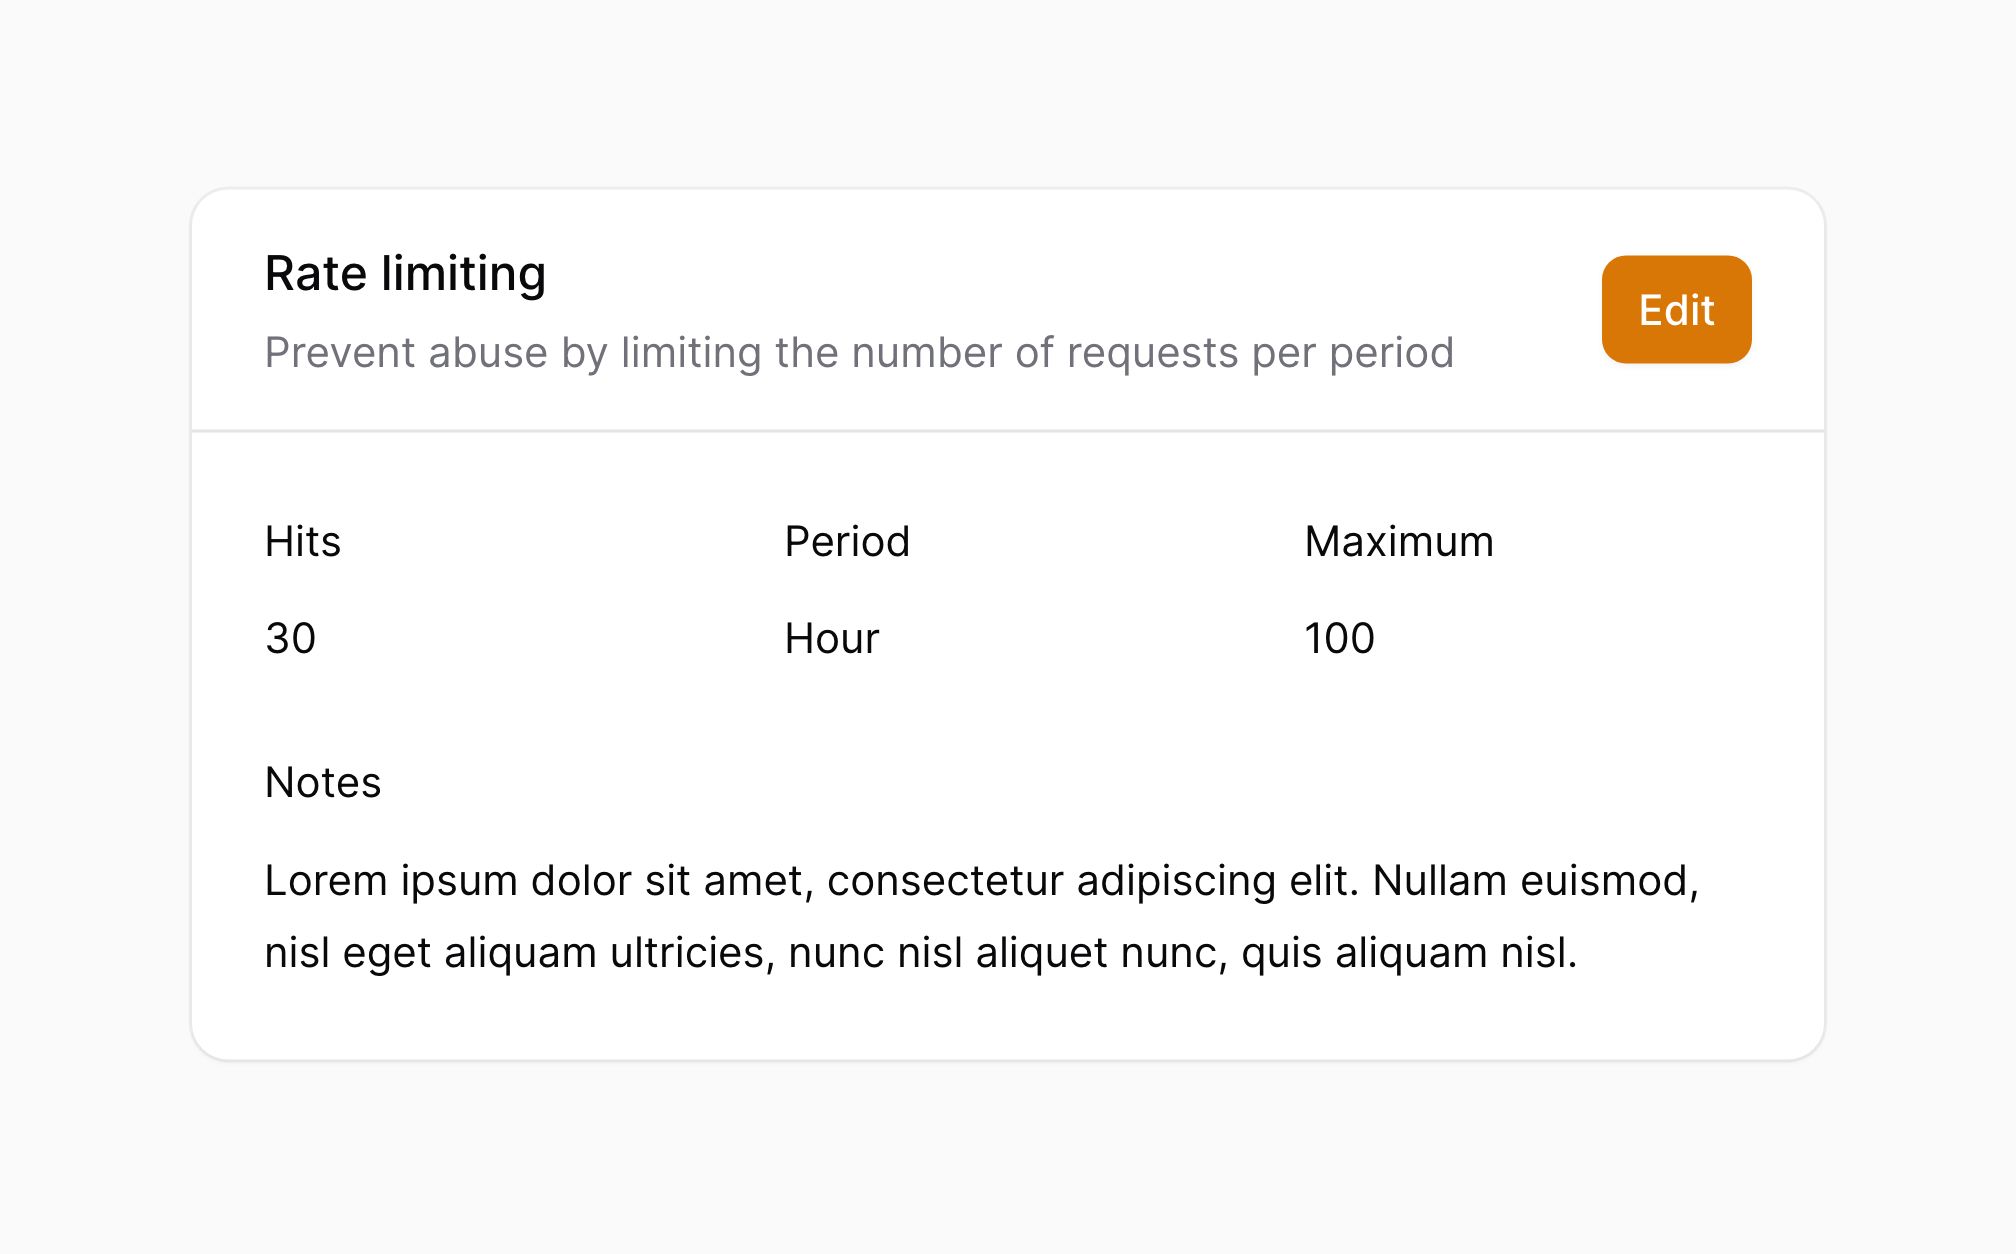 Rate limiting
Prevent abuse by limiting the number of requests per period
Edit
Hits
Period
Maximum
30
Hour
100
Notes
Lorem ipsum dolor sit amet, consectetur adipiscing elit. Nullam euismod,
nisl eget aliquam ultricies, nunc nisl aliquet nunc, quis aliquam nisl.